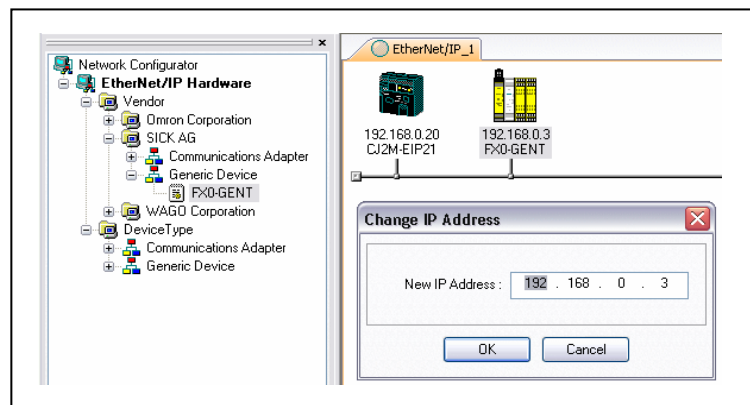 Network Configurator
EtherNet/IP Hardware
Vendor
Omron Corporation
SICK AG
Communications Adapter
Generic Device
FX0-GENT
WAGO Corporation
DeviceType
Communications Adapter
Generic Device
EtherNet/IP_1
192.168.0.20
CJ2M-EIP21
192.168.0.3
FX0-GENT
Change IP Address
New IP Address : 192 . 168 . 0 . 3
OK
Cancel